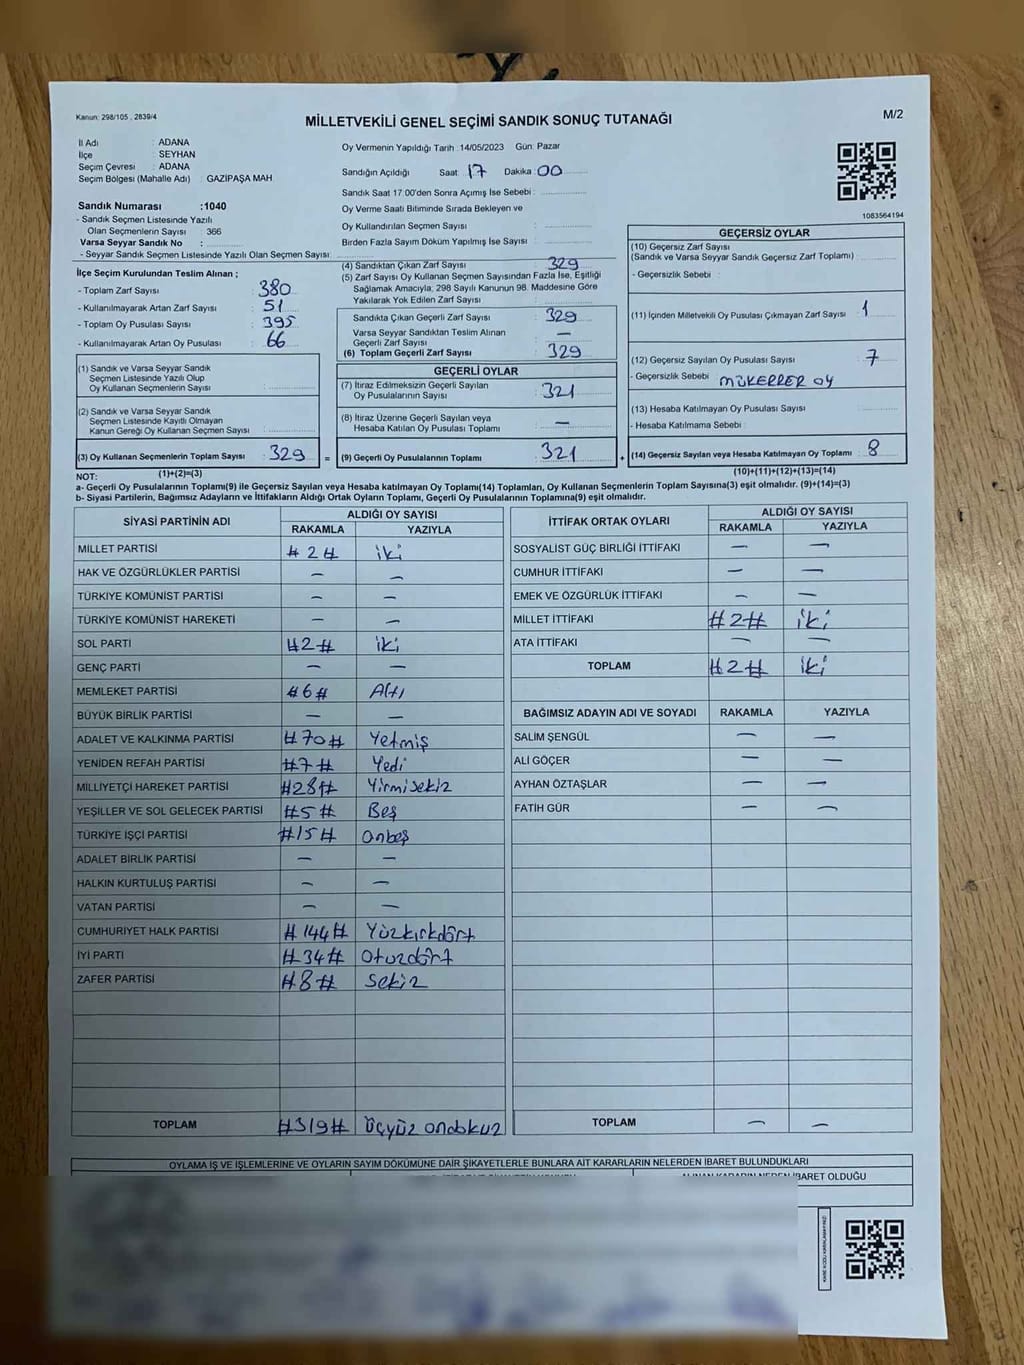 Kanun: 298/105 , 2839/4
M/2
MİLLETVEKİLİ GENEL SEÇİMİ SANDIK SONUÇ TUTANAĞI
İl Adı : ADANA
İlçe : SEYHAN
Seçim Çevresi : ADANA
Seçim Bölgesi (Mahalle Adı) : GAZİPAŞA MAH
Sandık Numarası :1040
- Sandık Seçmen Listesinde Yazılı
Olan Seçmenlerin Sayısı : 366
Varsa Seyyar Sandık No :
- Seyyar Sandık Seçmen Listesinde Yazılı Olan Seçmen Sayısı :
Oy Vermenin Yapıldığı Tarih :14/05/2023 Gün: Pazar
Sandığın Açıldığı Saat: 17 Dakika :00
Sandık Saat 17:00'den Sonra Açımış İse Sebebi :
Oy Verme Saati Bitiminde Sırada Bekleyen ve
Oy Kullandırılan Seçmen Sayısı :
Birden Fazla Sayım Döküm Yapılmış İse Sayısı :
1083564194
İlçe Seçim Kurulundan Teslim Alınan ;
- Toplam Zarf Sayısı : 380
- Kullanılmayarak Artan Zarf Sayısı : 51
- Toplam Oy Pusulası Sayısı : 395
- Kullanılmayarak Artan Oy Pusulası : 66
(1) Sandık ve Varsa Seyyar Sandık
Seçmen Listesinde Yazılı Olup
Oy Kullanan Seçmenlerin Sayısı :
(2) Sandık ve Varsa Seyyar Sandık
Seçmen Listesinde Kayıtlı Olmayan
Kanun Gereği Oy Kullanan Seçmen Sayısı :
(3) Oy Kullanan Seçmenlerin Toplam Sayısı : 329
(1)+(2)=(3)
(4) Sandıktan Çıkan Zarf Sayısı : 329
(5) Zarf Sayısı Oy Kullanan Seçmen Sayısından Fazla İse, Eşitliği
Sağlamak Amacıyla; 298 Sayılı Kanunun 98. Maddesine Göre
Yakılarak Yok Edilen Zarf Sayısı :
Sandıkta Çıkan Geçerli Zarf Sayısı : 329
Varsa Seyyar Sandıktan Teslim Alınan
Geçerli Zarf Sayısı : —
(6) Toplam Geçerli Zarf Sayısı : 329
GEÇERLİ OYLAR
(7) İtiraz Edilmeksizin Geçerli Sayılan
Oy Pusulalarının Sayısı : 321
(8) İtiraz Üzerine Geçerli Sayılan veya
Hesaba Katılan Oy Pusulası Toplamı : —
= (9) Geçerli Oy Pusulalarının Toplamı : 321
GEÇERSİZ OYLAR
(10) Geçersiz Zarf Sayısı
(Sandık ve Varsa Seyyar Sandık Geçersiz Zarf Toplamı) :
- Geçersizlik Sebebi :
(11) İçinden Milletvekili Oy Pusulası Çıkmayan Zarf Sayısı : 1
(12) Geçersiz Sayılan Oy Pusulası Sayısı : 7
- Geçersizlik Sebebi : MÜKERRER OY
(13) Hesaba Katılmayan Oy Pusulası Sayısı :
- Hesaba Katılmama Sebebi :
+ (14) Geçersiz Sayılan veya Hesaba Katılmayan Oy Toplamı : 8
(10)+(11)+(12)+(13)=(14)
NOT:
a- Geçerli Oy Pusulalarının Toplamı(9) ile Geçersiz Sayılan veya Hesaba Katılmayan Oy Toplamı(14) Toplamları, Oy Kullanan Seçmenlerin Toplam Sayısına(3) eşit olmalıdır. (9)+(14)=(3)
b- Siyasi Partilerin, Bağımsız Adayların ve İttifakların Aldığı Ortak Oyların Toplamı, Geçerli Oy Pusulalarının Toplamına(9) eşit olmalıdır.
SİYASİ PARTİNİN ADI ALDIĞI OY SAYISI
RAKAMLA YAZIYLA
MİLLET PARTİSİ #2# iki
HAK VE ÖZGÜRLÜKLER PARTİSİ — —
TÜRKİYE KOMÜNİST PARTİSİ — —
TÜRKİYE KOMÜNİST HAREKETİ — —
SOL PARTİ #2# iki
GENÇ PARTİ — —
MEMLEKET PARTİSİ #6# Altı
BÜYÜK BİRLİK PARTİSİ — —
ADALET VE KALKINMA PARTİSİ #70# Yetmiş
YENİDEN REFAH PARTİSİ #7# Yedi
MİLLİYETÇİ HAREKET PARTİSİ #28# Yirmisekiz
YEŞİLLER VE SOL GELECEK PARTİSİ #5# Beş
TÜRKİYE İŞÇİ PARTİSİ #15# Onbeş
ADALET BİRLİK PARTİSİ — —
HALKIN KURTULUŞ PARTİSİ — —
VATAN PARTİSİ — —
CUMHURİYET HALK PARTİSİ #144# Yüzkırkdört
İYİ PARTİ #34# Otuzdört
ZAFER PARTİSİ #8# Sekiz
TOPLAM #319# Üçyüz ondokuz
İTTİFAK ORTAK OYLARI ALDIĞI OY SAYISI
RAKAMLA YAZIYLA
SOSYALİST GÜÇ BİRLİĞİ İTTİFAKI — —
CUMHUR İTTİFAKI — —
EMEK VE ÖZGÜRLÜK İTTİFAKI — —
MİLLET İTTİFAKI #2# iki
ATA İTTİFAKI — —
TOPLAM #2# iki
BAĞIMSIZ ADAYIN ADI VE SOYADI RAKAMLA YAZIYLA
SALİM ŞENGÜL — —
ALİ GÖÇER — —
AYHAN ÖZTAŞLAR — —
FATİH GÜR — —
TOPLAM — —
OYLAMA İŞ VE İŞLEMLERİNE VE OYLARIN SAYIM DÖKÜMÜNE DAİR ŞİKAYETLERLE BUNLARA AİT KARARLARIN NELERDEN İBARET BULUNDUKLARI
ALINAN KARARIN NEDEN İBARET OLDUĞU